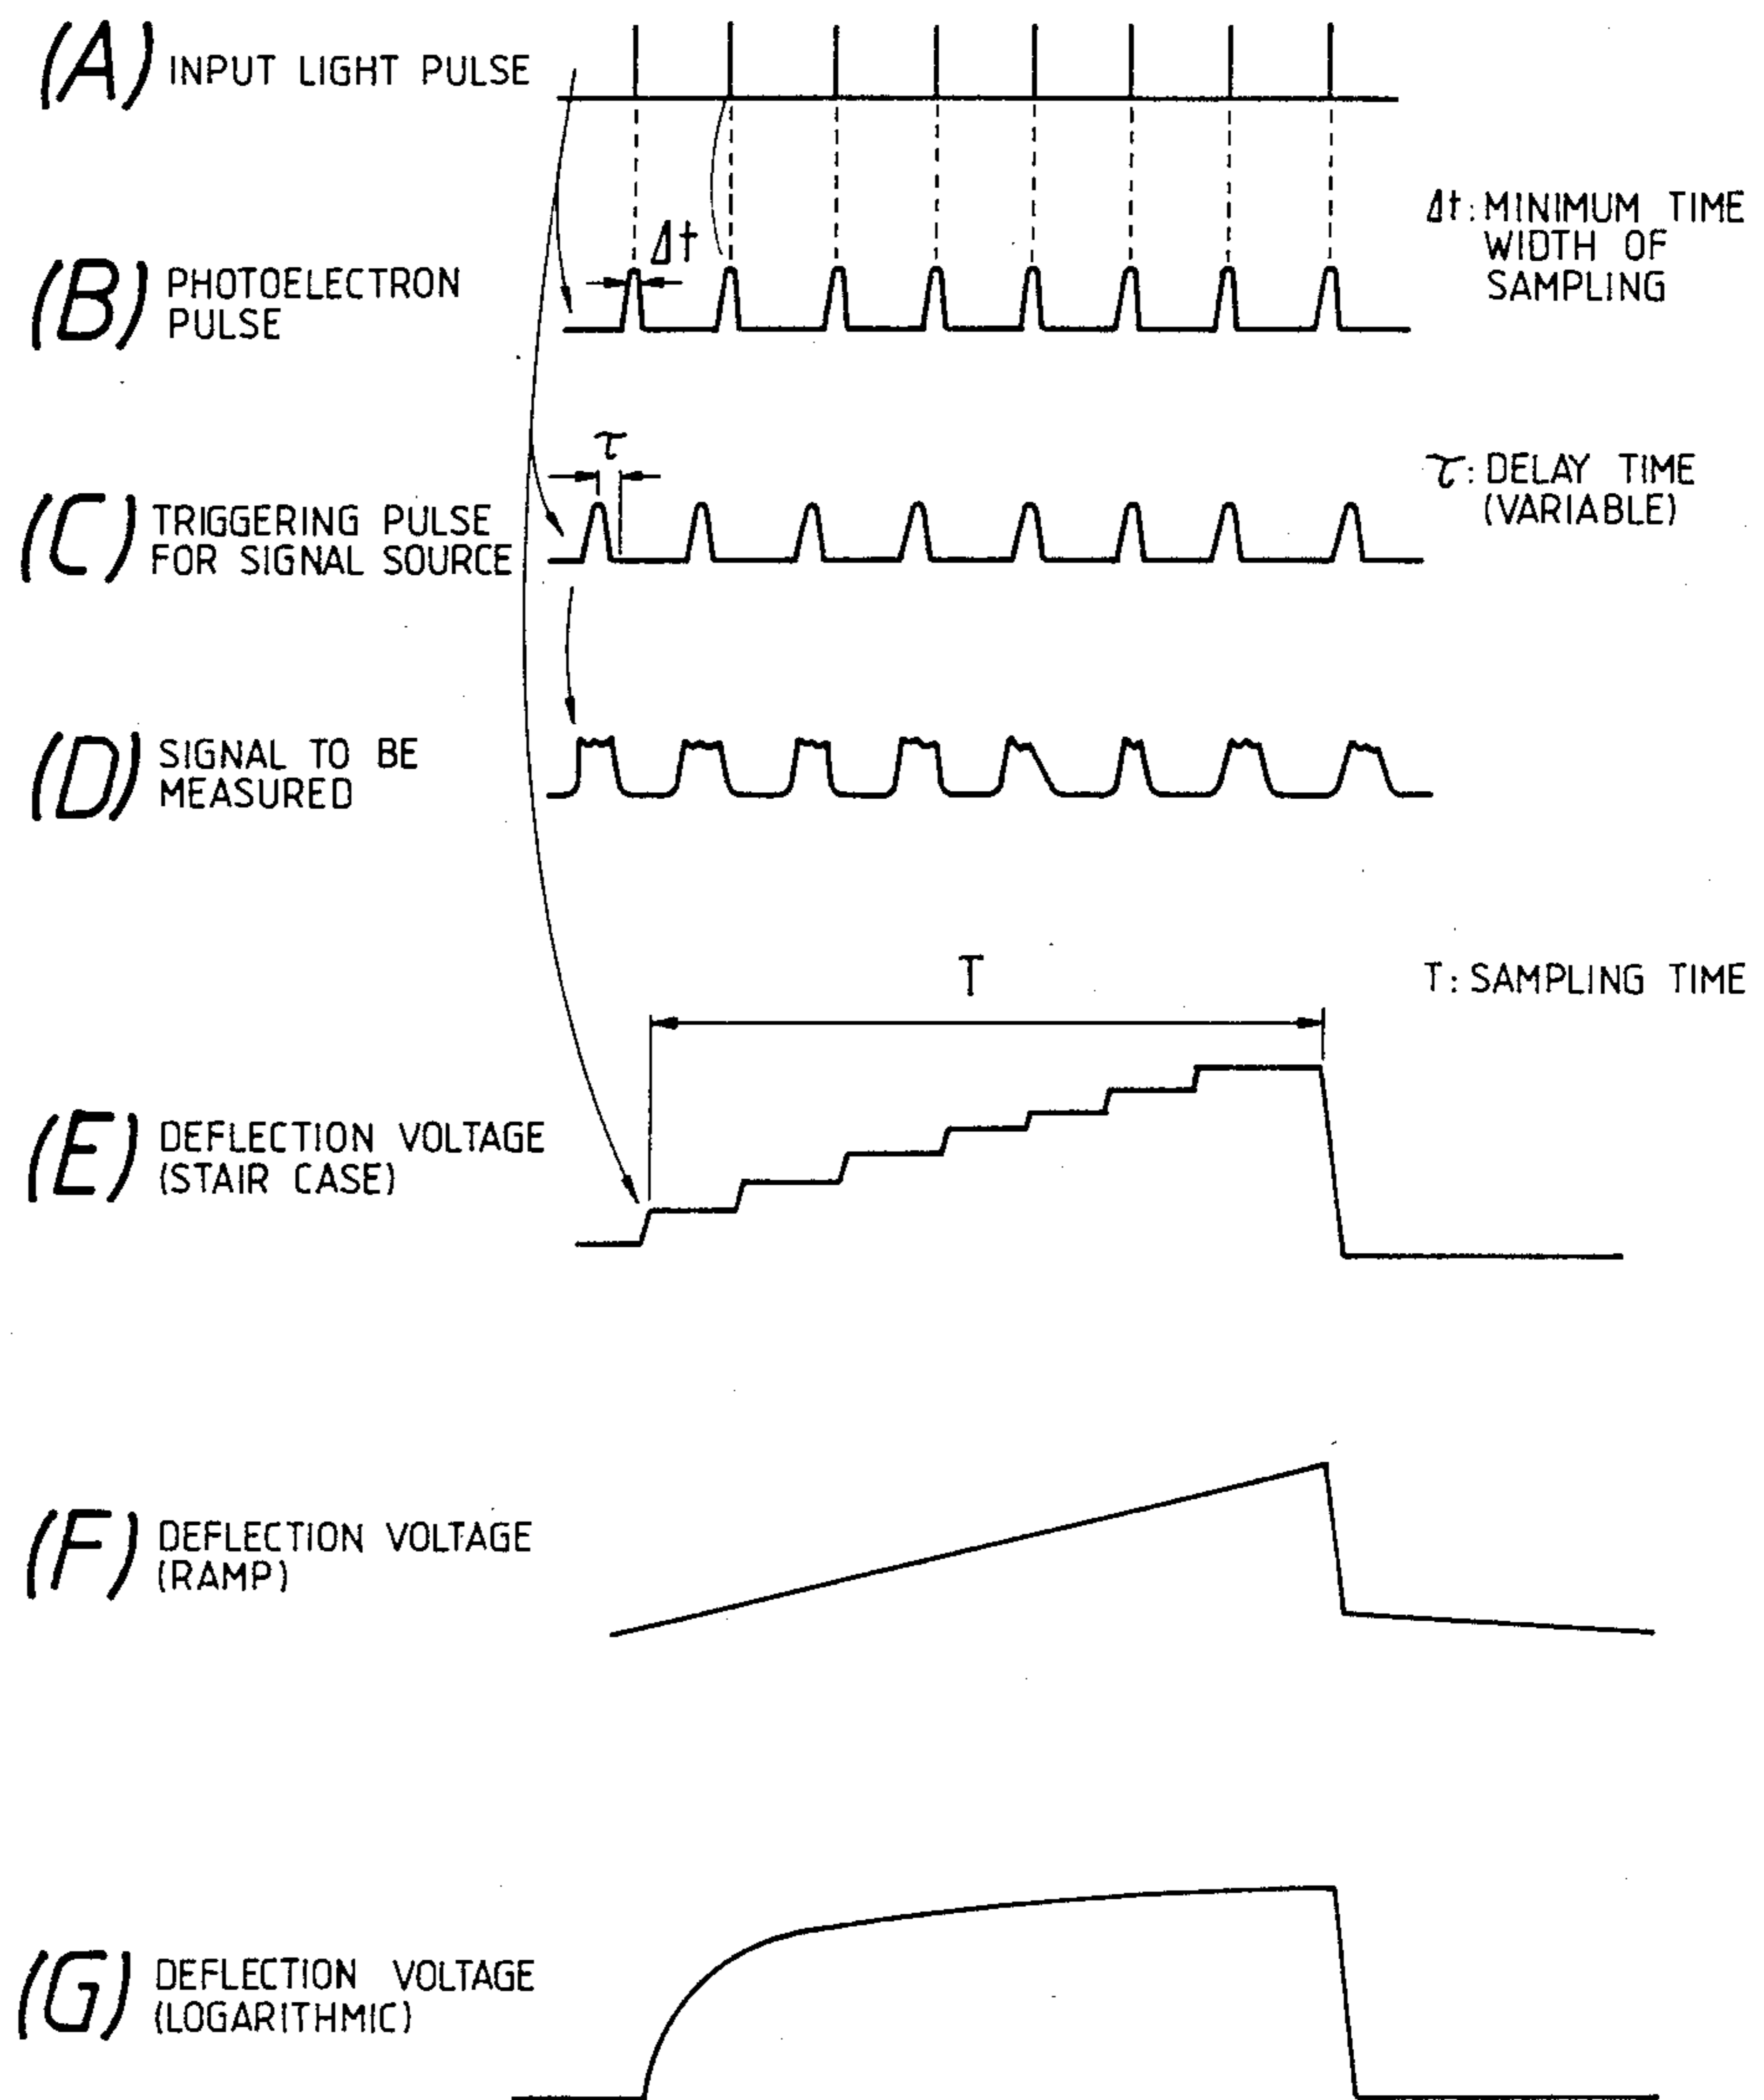 (A) INPUT LIGHT PULSE
Δt: MINIMUM TIME
WIDTH OF
SAMPLING
Δt
(B) PHOTOELECTRON
PULSE
τ
τ: DELAY TIME
(VARIABLE)
(C) TRIGGERING PULSE
FOR SIGNAL SOURCE
(D) SIGNAL TO BE
MEASURED
T
T: SAMPLING TIME
(E) DEFLECTION VOLTAGE
(STAIR CASE)
(F) DEFLECTION VOLTAGE
(RAMP)
(G) DEFLECTION VOLTAGE
(LOGARITHMIC)